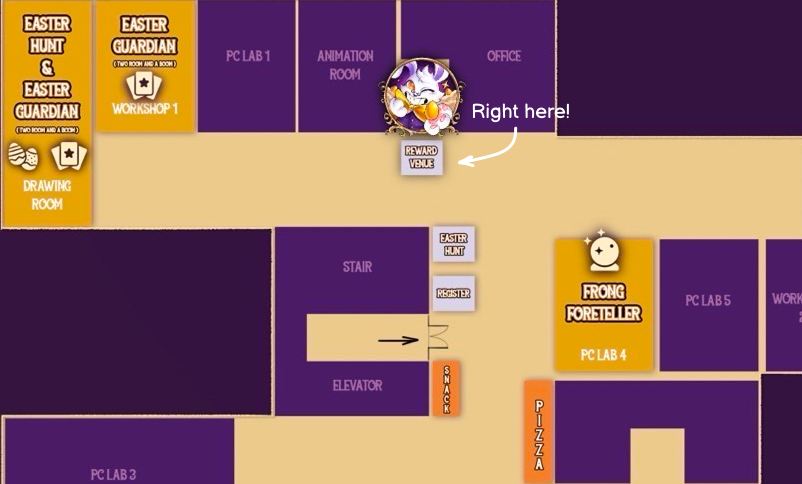 EASTER
HUNT
&
EASTER
GUARDIAN
(TWO ROOM AND A BOOM)
DRAWING
ROOM
EASTER
GUARDIAN
(TWO ROOM AND A BOOM)
WORKSHOP 1
PC LAB 1
ANIMATION
ROOM
OFFICE
Right here!
REWARD
VENUE
STAIR
EASTER
HUNT
REGISTER
ELEVATOR
SNACK
FRONG
FORETELLER
PC LAB 4
PC LAB 5
PIZZA
PC LAB 3